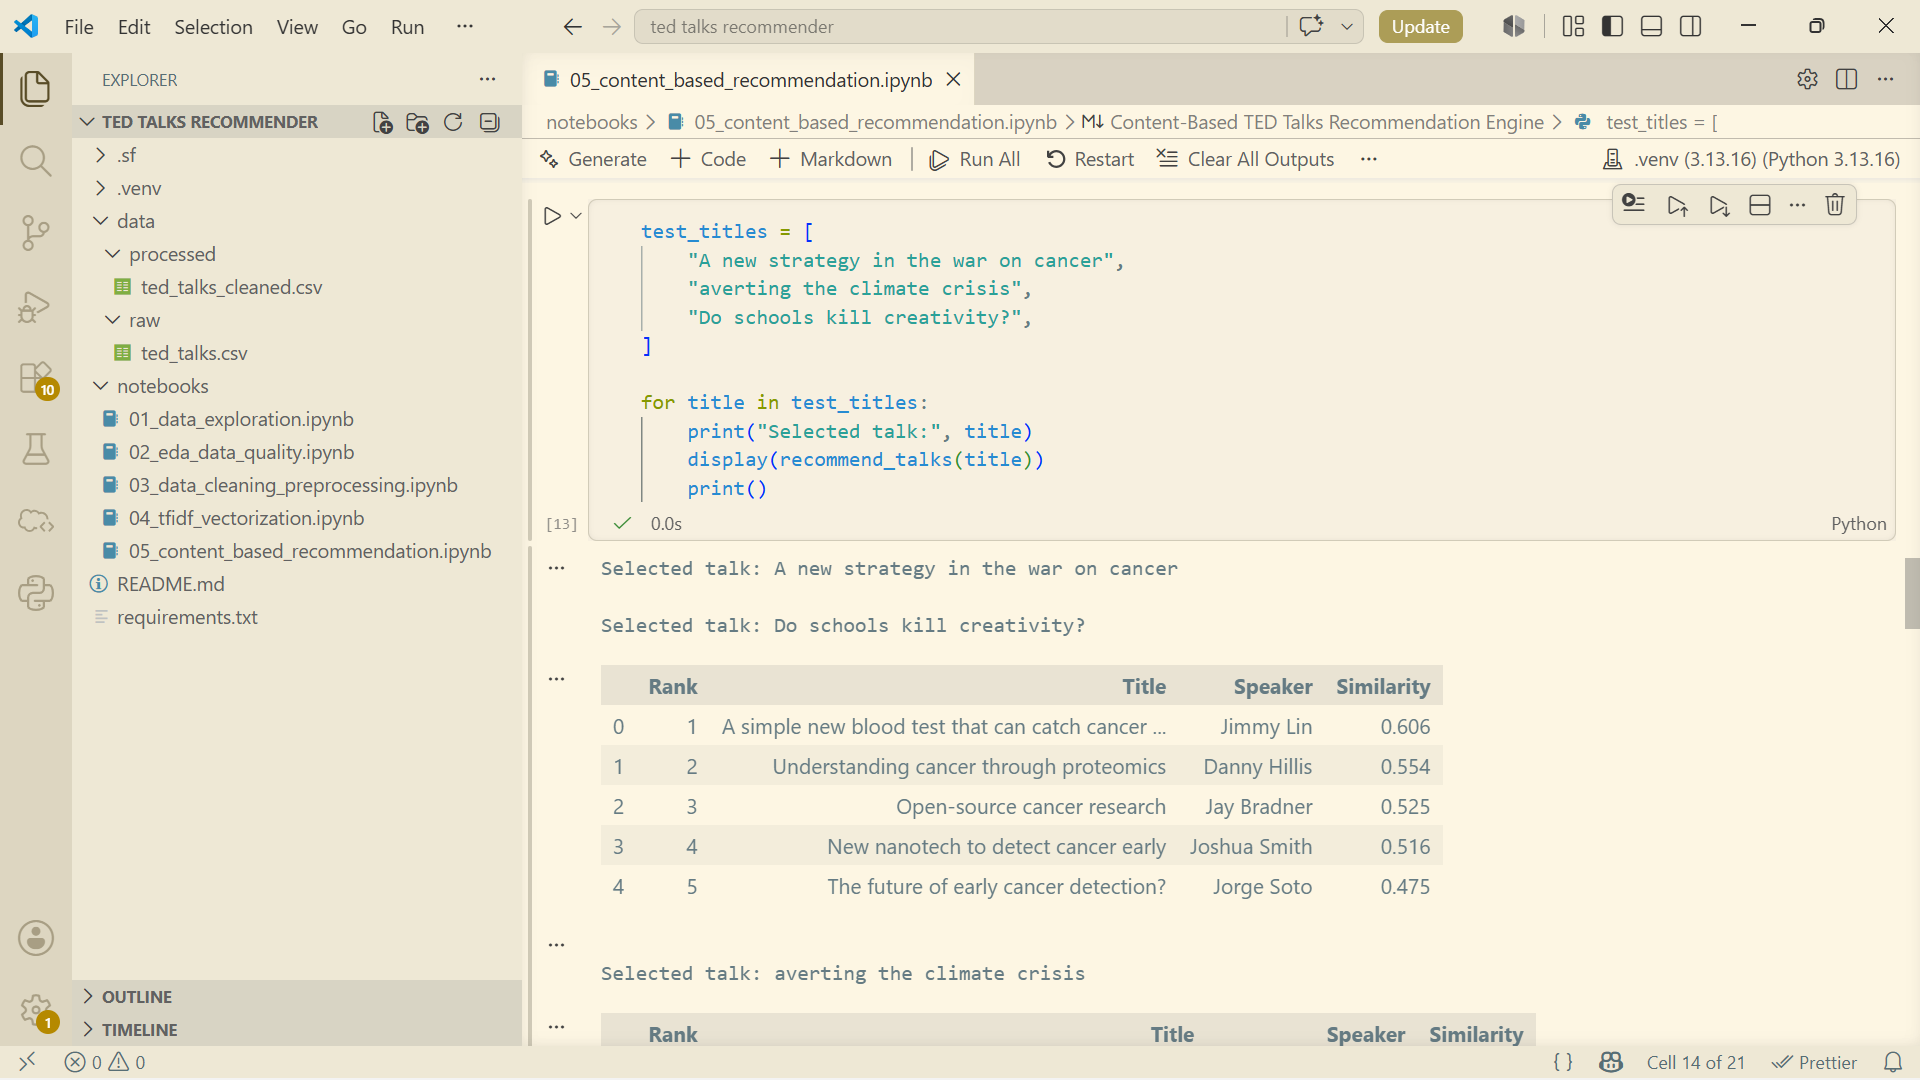 File Edit Selection View Go Run ... ted talks recommender Update
EXPLORER ...
TED TALKS RECOMMENDER
.sf
.venv
data
processed
ted_talks_cleaned.csv
raw
ted_talks.csv
notebooks
01_data_exploration.ipynb
02_eda_data_quality.ipynb
03_data_cleaning_preprocessing.ipynb
04_tfidf_vectorization.ipynb
05_content_based_recommendation.ipynb
README.md
requirements.txt
OUTLINE
TIMELINE
10
1
05_content_based_recommendation.ipynb
notebooks > 05_content_based_recommendation.ipynb > M↓ Content-Based TED Talks Recommendation Engine > test_titles = [
Generate + Code + Markdown Run All Restart Clear All Outputs ... .venv (3.13.16) (Python 3.13.16)
test_titles = [
"A new strategy in the war on cancer",
"averting the climate crisis",
"Do schools kill creativity?",
]
for title in test_titles:
print("Selected talk:", title)
display(recommend_talks(title))
print()
[13] 0.0s Python
... Selected talk: A new strategy in the war on cancer
Selected talk: Do schools kill creativity?
...
Rank Title Speaker Similarity
0 1 A simple new blood test that can catch cancer ... Jimmy Lin 0.606
1 2 Understanding cancer through proteomics Danny Hillis 0.554
2 3 Open-source cancer research Jay Bradner 0.525
3 4 New nanotech to detect cancer early Joshua Smith 0.516
4 5 The future of early cancer detection? Jorge Soto 0.475
...
Selected talk: averting the climate crisis
...
Rank Title Speaker Similarity
0 0 { } Cell 14 of 21 Prettier